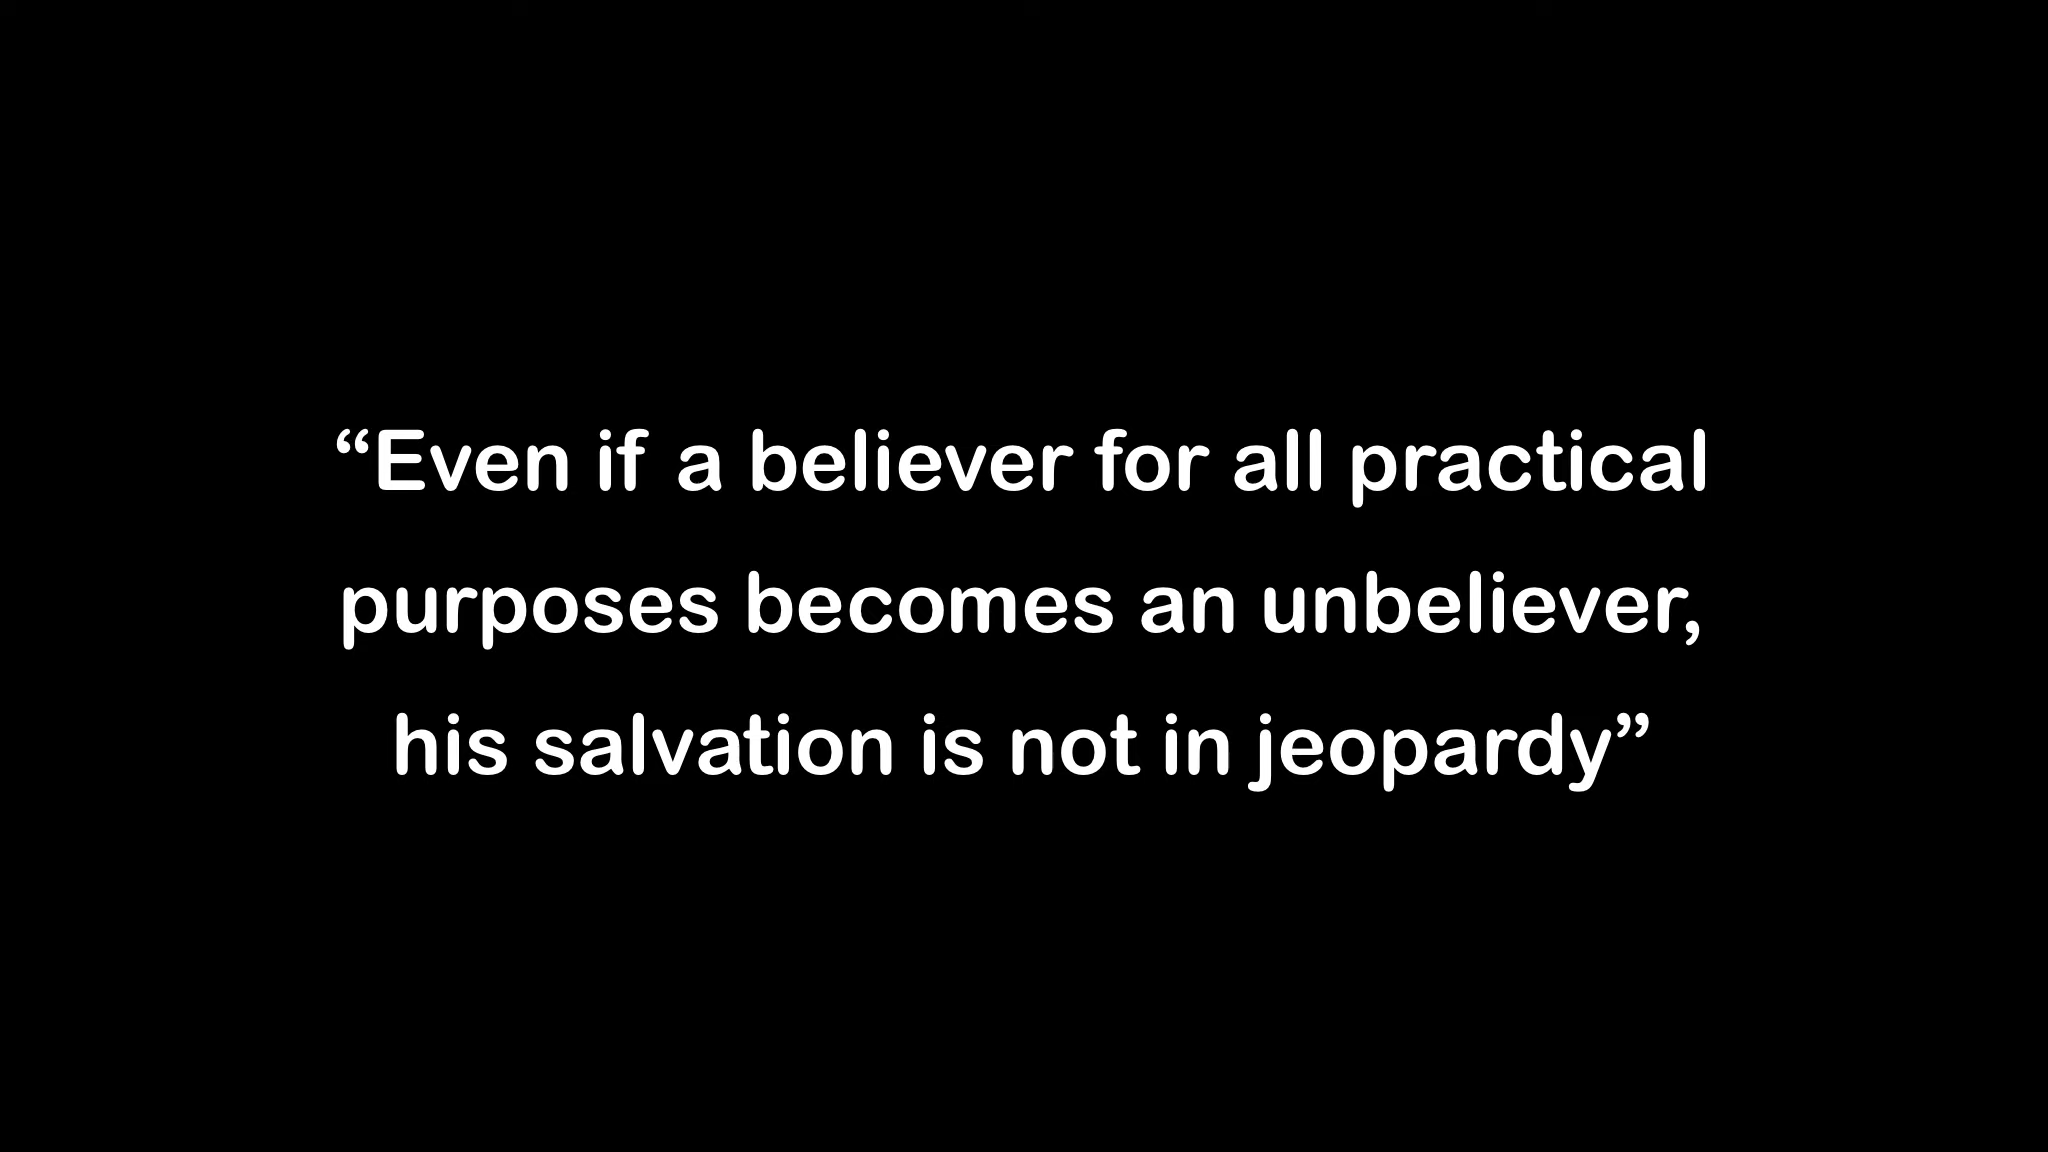 “Even if a believer for all practical
purposes becomes an unbeliever,
his salvation is not in jeopardy”